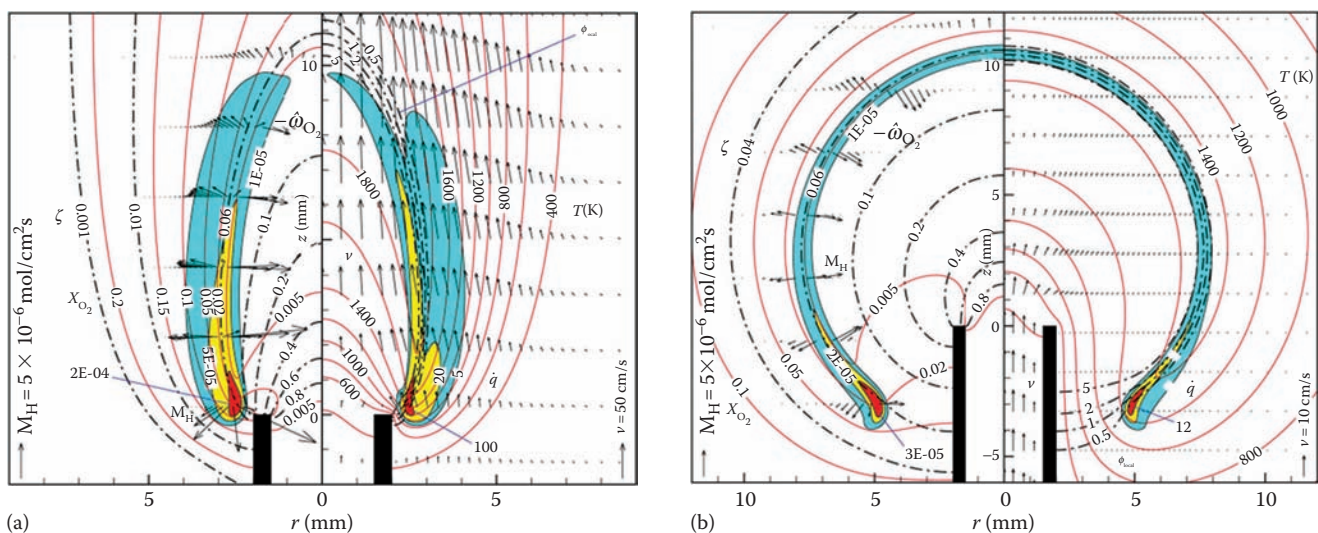 M_H = 5 × 10⁻⁶ mol/cm²s
0.001
0.01
ζ
X_O₂
0.2
0.15
0.1
0.05
0.02
0.06
1E-05
−ω̂_O₂
0.1
0.2
0.005
0.4
0.6
0.8
0.005
5E-05
2E-04
M_H
z (mm)
10
0
1.2
0.5
1800
v
1400
1000
600
1600
1200
800
400
T(K)
20
5
q̇
100
v = 50 cm/s
5
0
5
(a)
r (mm)
M_H = 5×10⁻⁶ mol/cm²s
ζ
0.04
0.06
1E-05
−ω̂_O₂
0.1
0.2
0.4
0.8
M_H
0.005
0.02
0.05
0.1
X_O₂
2E-05
3E-05
z (mm)
10
5
0
−5
T (K)
1000
1200
1400
800
v
5
2
1
0.5
q̇
12
ϕ_local
v = 10 cm/s
10
5
0
5
10
(b)
r (mm)